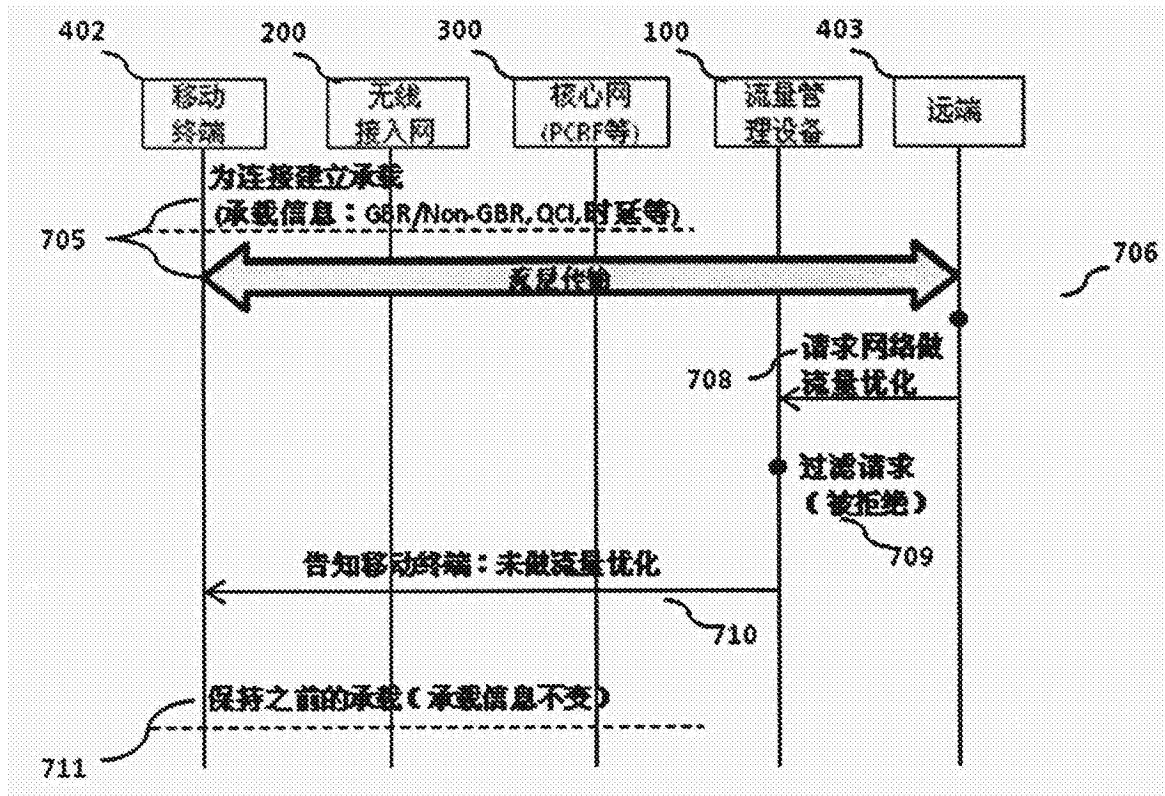 402
200
300
100
403
移动
终端
无线
接入网
核心网
(PCRF等)
流量管
理设备
远端
为连接建立承载
(承载信息：GBR/Non-GBR,QCI,时延等)
705
传输
706
请求网络做
流量优化
708
过滤请求
（被拒绝）
709
告知移动终端：未做流量优化
710
保持之前的承载（承载信息不变）
711